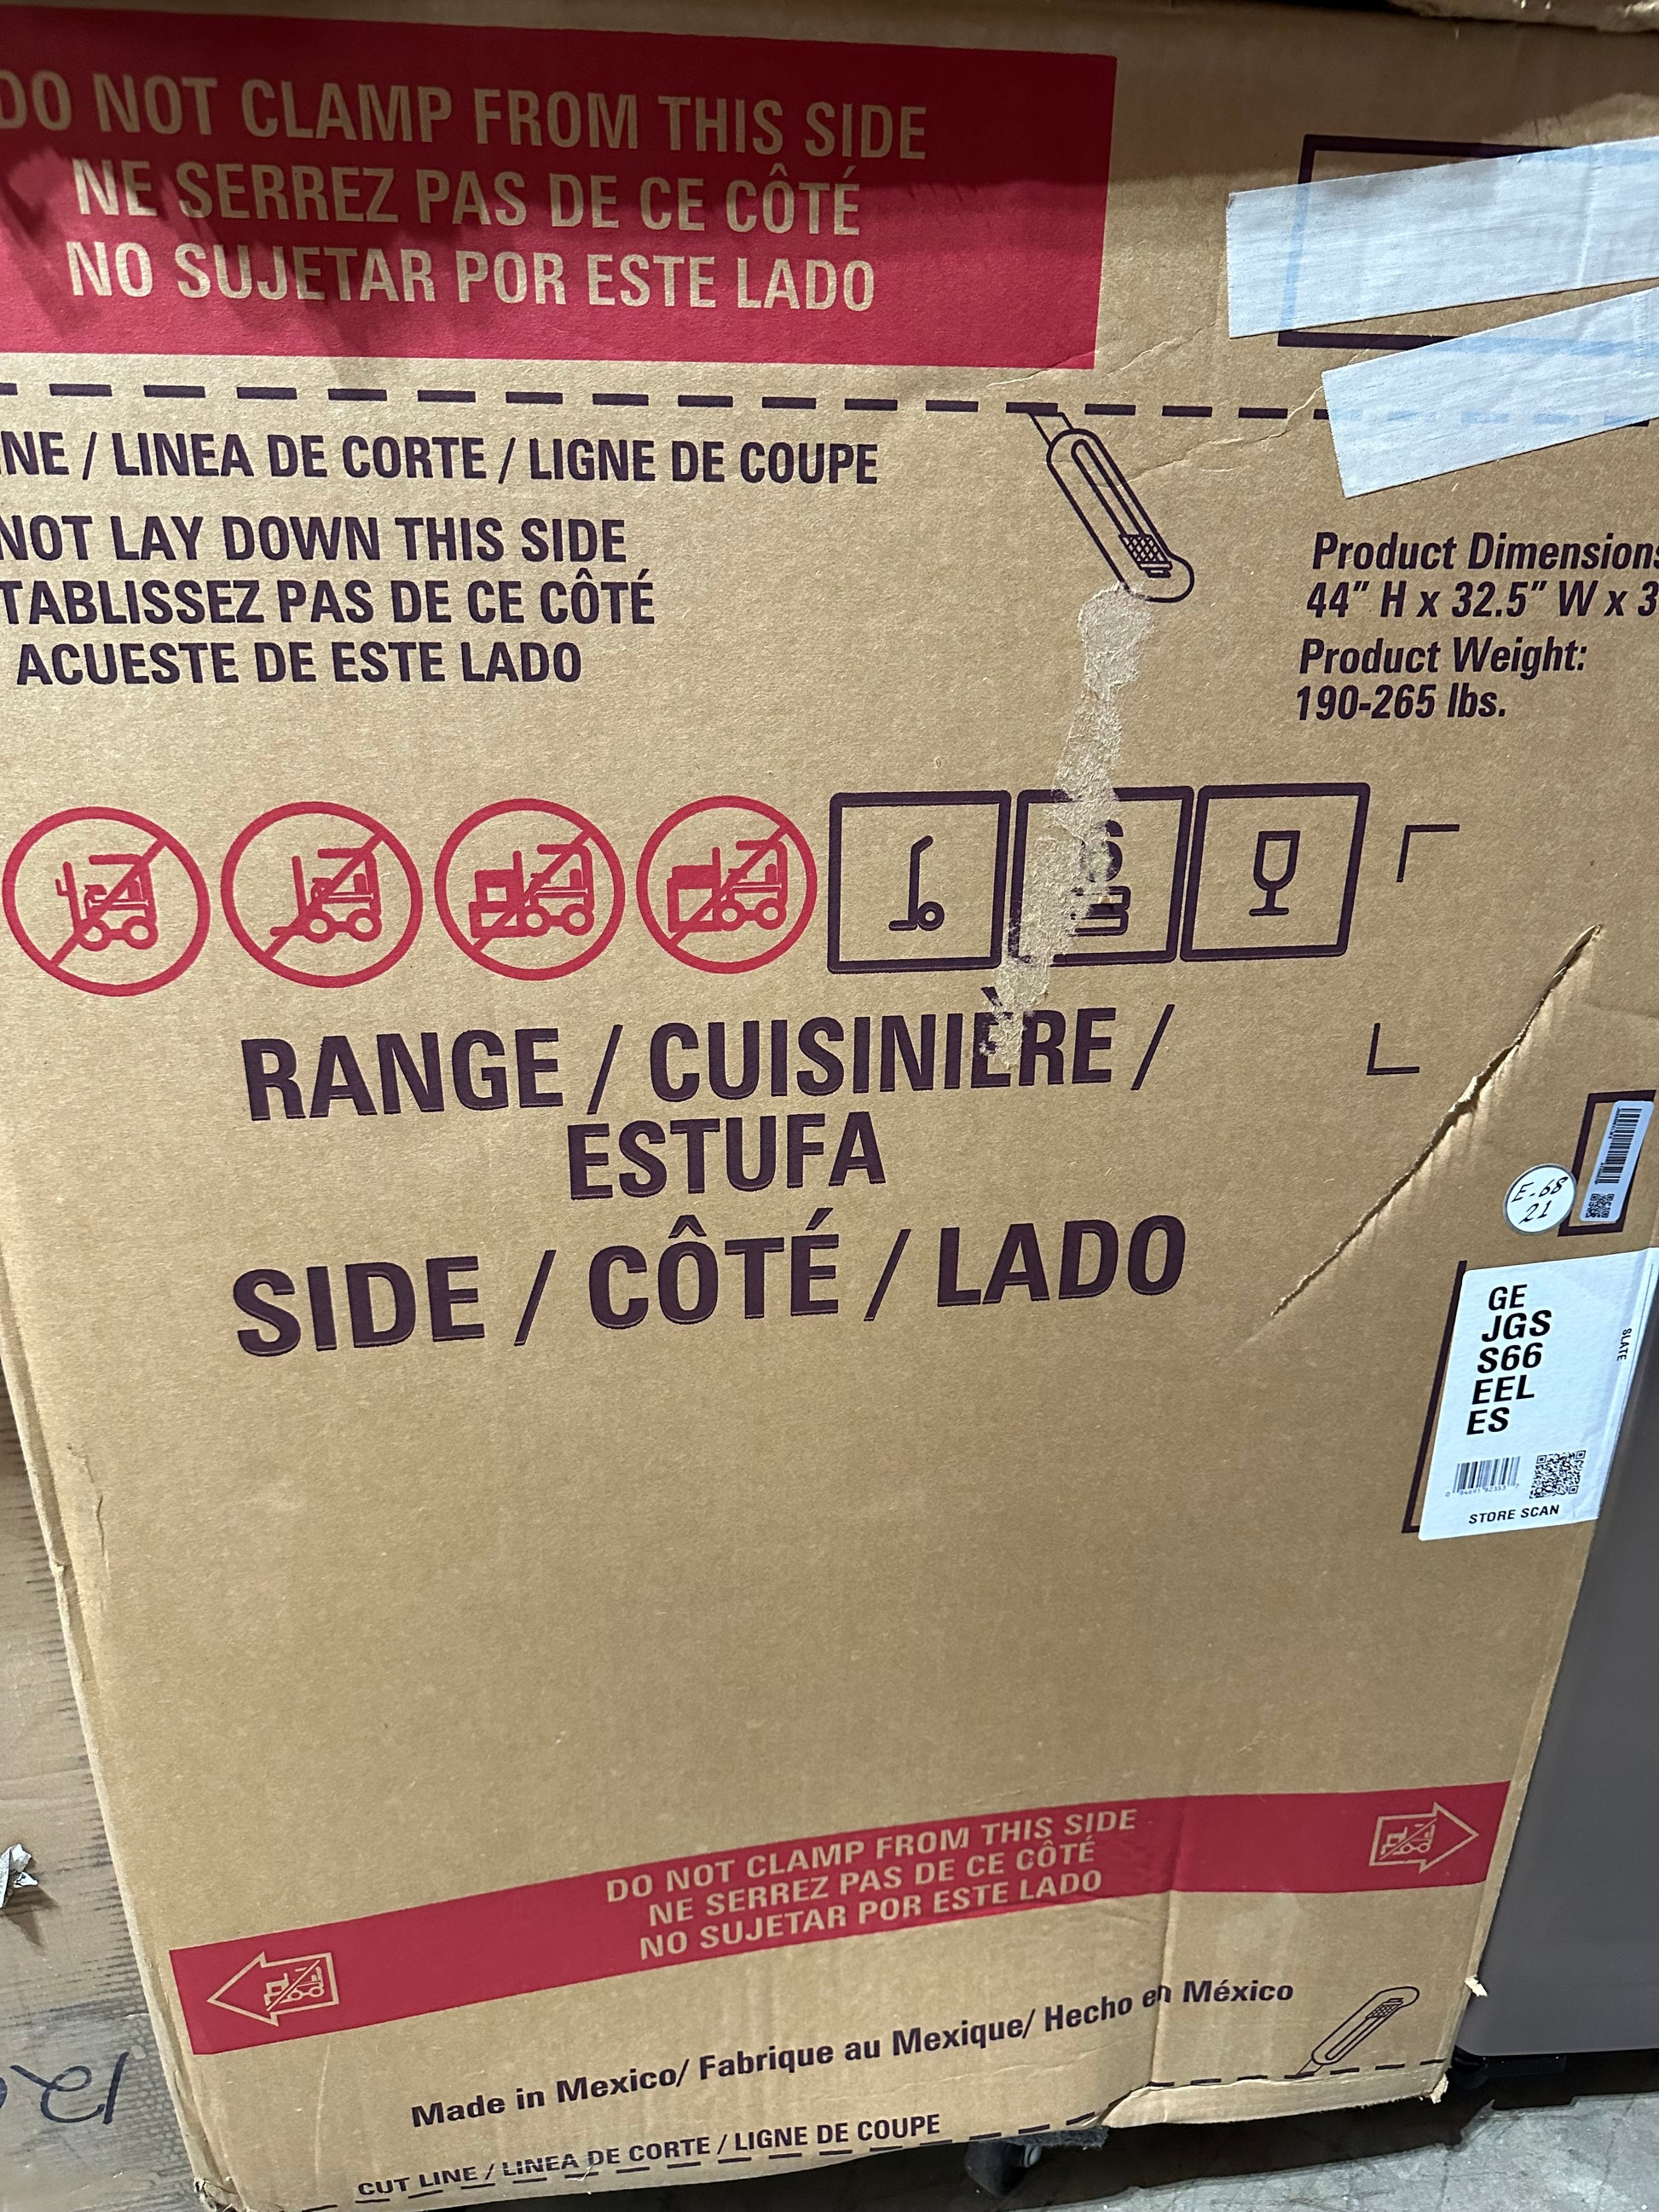 DO NOT CLAMP FROM THIS SIDE
NE SERREZ PAS DE CE CÔTÉ
NO SUJETAR POR ESTE LADO
NE / LINEA DE CORTE / LIGNE DE COUPE
NOT LAY DOWN THIS SIDE
TABLISSEZ PAS DE CE CÔTÉ
ACUESTE DE ESTE LADO
Product Dimensions
44" H x 32.5" W x 3
Product Weight:
190-265 lbs.
RANGE / CUISINIÈRE /
ESTUFA
SIDE / CÔTÉ / LADO
E-68
21
GE
JGS
S66
EEL
ES
SLATE
STORE SCAN
DO NOT CLAMP FROM THIS SIDE
NE SERREZ PAS DE CE CÔTÉ
NO SUJETAR POR ESTE LADO
Made in Mexico/ Fabrique au Mexique/ Hecho en México
CUT LINE / LINEA DE CORTE / LIGNE DE COUPE